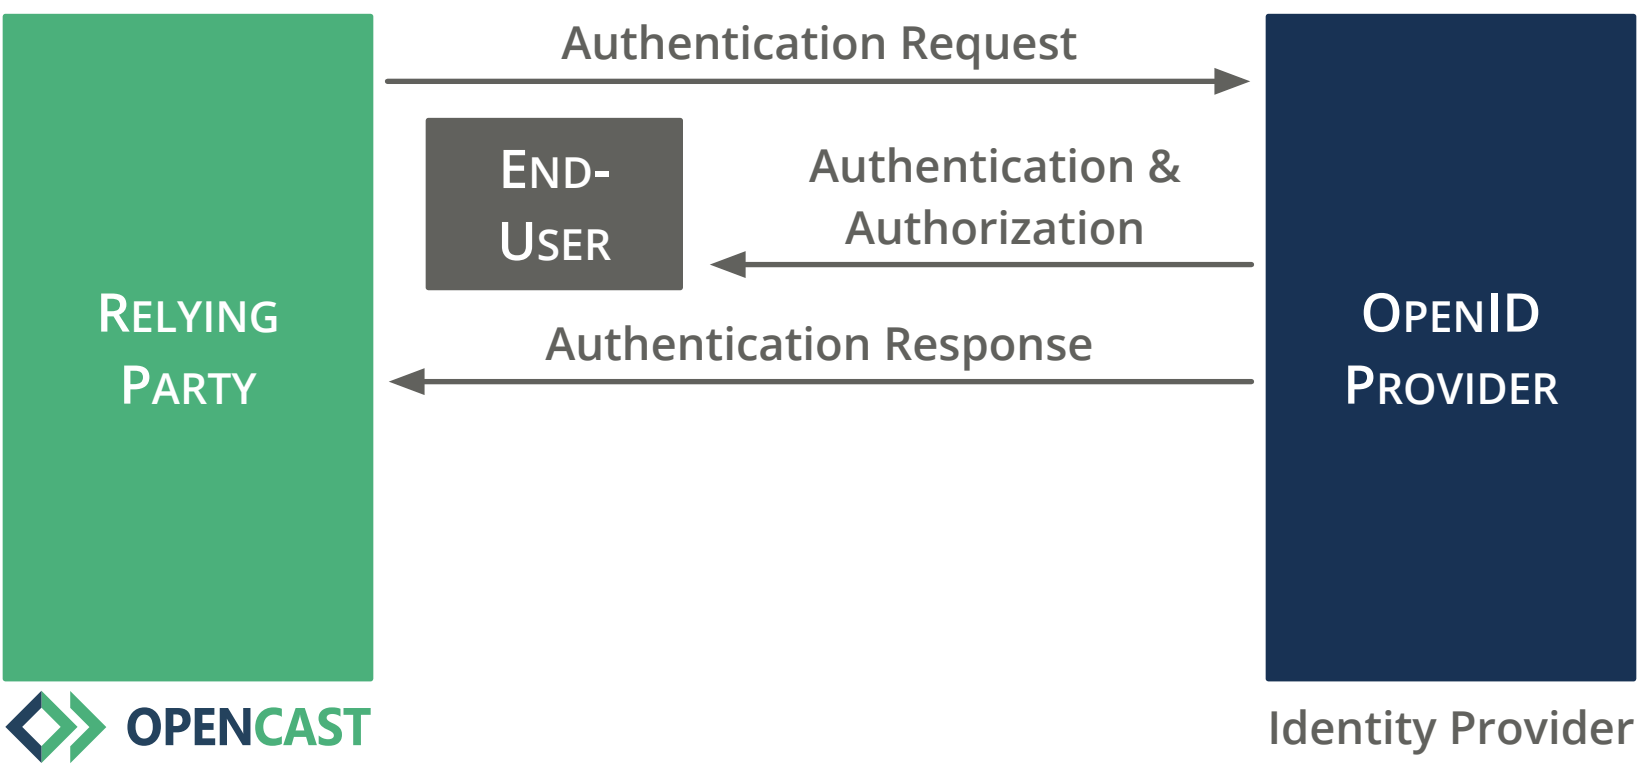 Authentication Request
END-
USER
Authentication &
Authorization
RELYING
PARTY
Authentication Response
OPENID
PROVIDER
OPENCAST
Identity Provider